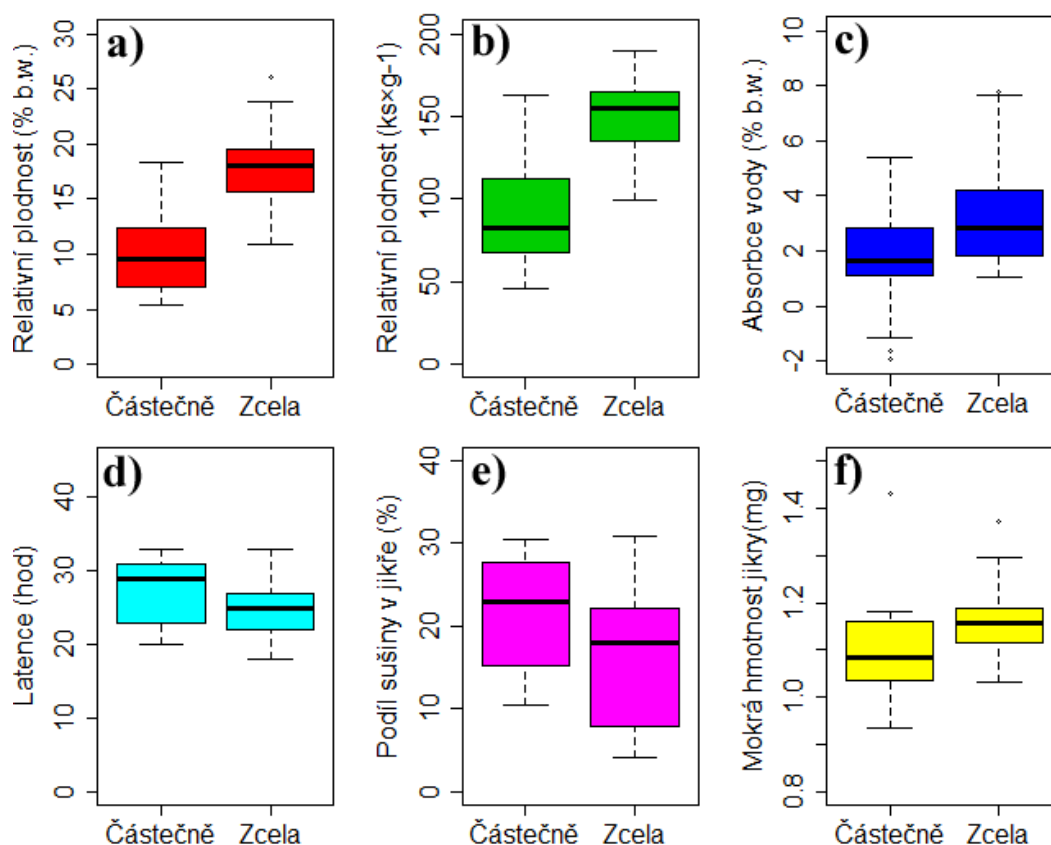 a)
Relativní plodnost (% b.w.)
0 5 10 15 20 25 30
Částečně Zcela
b)
Relativní plodnost (ks×g-1)
0 50 100 150 200
Částečně Zcela
c)
Absorbce vody (% b.w.)
-2 0 2 4 6 8 10
Částečně Zcela
d)
Latence (hod)
0 10 20 30 40
Částečně Zcela
e)
Podíl sušiny v jikře (%)
0 10 20 30 40
Částečně Zcela
f)
Mokrá hmotnost jikry(mg)
0.8 1.0 1.2 1.4
Částečně Zcela